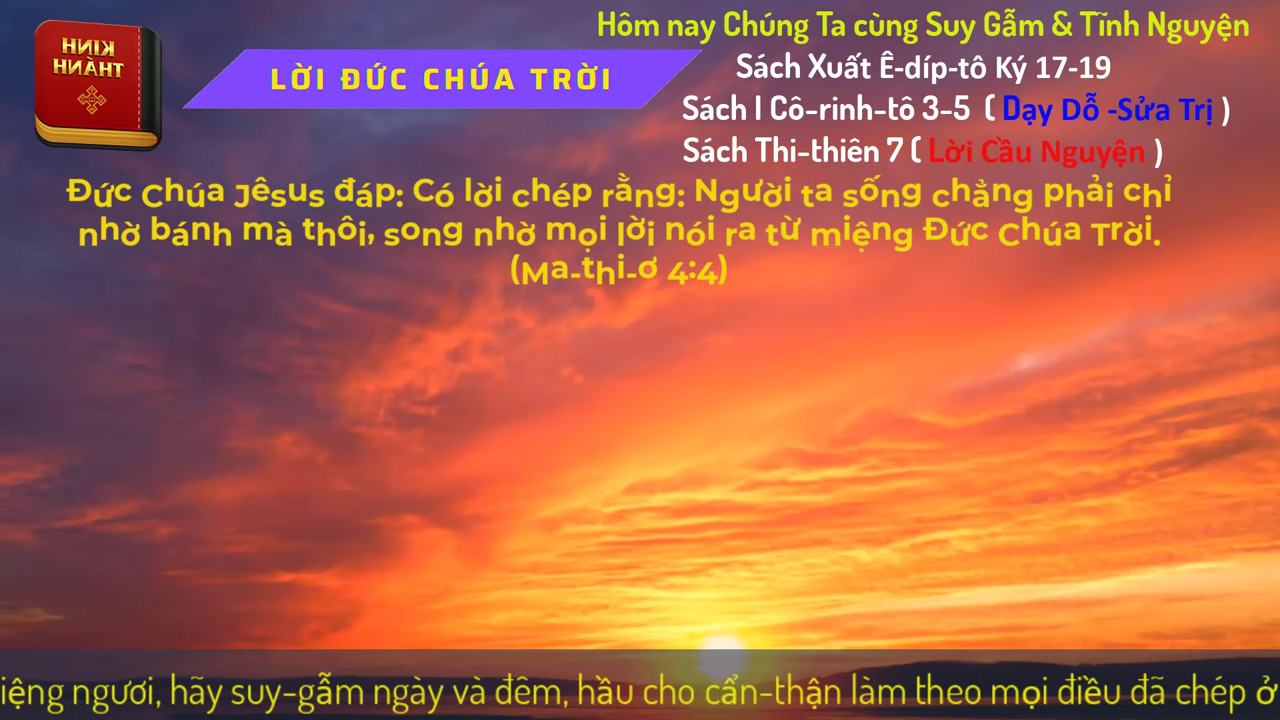 KINH
THÀNH
LỜI ĐỨC CHÚA TRỜI
Hôm nay Chúng Ta cùng Suy Gẫm & Tĩnh Nguyện
Sách Xuất Ê-díp-tô Ký 17-19
Sách I Cô-rinh-tô 3-5 ( Dạy Dỗ -Sửa Trị )
Sách Thi-thiên 7 ( Lời Cầu Nguyện )
Đức Chúa Jêsus đáp: Có lời chép rằng: Người ta sống chẳng phải chỉ
nhờ bánh mà thôi, song nhờ mọi lời nói ra từ miệng Đức Chúa Trời.
(Ma-thi-ơ 4:4)
iệng ngươi, hãy suy-gẫm ngày và đêm, hầu cho cẩn-thận làm theo mọi điều đã chép ở